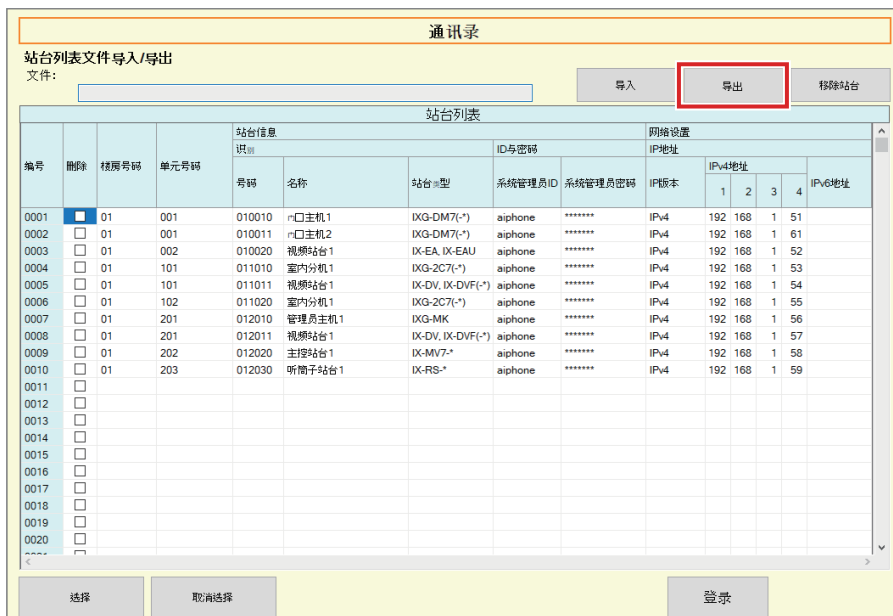 通讯录
站台列表文件导入/导出
文件:
导入 导出 移除站台
站台列表
编号 删除 楼房号码 单元号码 站台信息 网络设置
识别 ID与密码 IP地址
号码 名称 站台类型 系统管理员ID 系统管理员密码 IP版本 IPv4地址 IPv6地址
1 2 3 4
0001 01 001 010010 门口主机1 IXG-DM7(-*) aiphone ******* IPv4 192 168 1 51
0002 01 001 010011 门口主机2 IXG-DM7(-*) aiphone ******* IPv4 192 168 1 61
0003 01 002 010020 视频站台1 IX-EA, IX-EAU aiphone ******* IPv4 192 168 1 52
0004 01 101 011010 室内分机1 IXG-2C7(-*) aiphone ******* IPv4 192 168 1 53
0005 01 101 011011 视频站台1 IX-DV, IX-DVF(-*) aiphone ******* IPv4 192 168 1 54
0006 01 102 011020 室内分机1 IXG-2C7(-*) aiphone ******* IPv4 192 168 1 55
0007 01 201 012010 管理员主机1 IXG-MK aiphone ******* IPv4 192 168 1 56
0008 01 201 012011 视频站台1 IX-DV, IX-DVF(-*) aiphone ******* IPv4 192 168 1 57
0009 01 202 012020 主控站台1 IX-MV7-* aiphone ******* IPv4 192 168 1 58
0010 01 203 012030 听筒子站台1 IX-RS-* aiphone ******* IPv4 192 168 1 59
0011
0012
0013
0014
0015
0016
0017
0018
0019
0020
选择 取消选择 登录